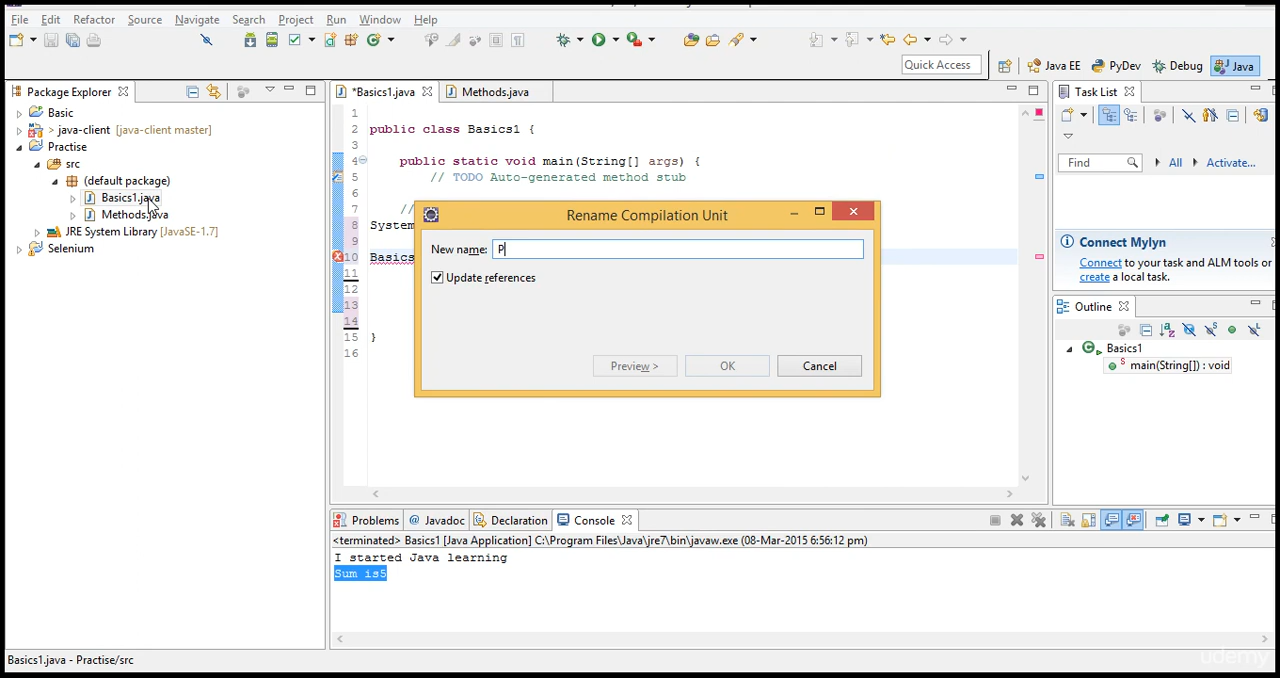 File Edit Refactor Source Navigate Search Project Run Window Help
Quick Access Java EE PyDev Debug Java
Package Explorer
Basic
> java-client [java-client master]
Practise
src
(default package)
Basics1.java
Methods.java
JRE System Library [JavaSE-1.7]
Selenium
*Basics1.java Methods.java
1
2 public class Basics1 {
3
4 public static void main(String[] args) {
5 // TODO Auto-generated method stub
6
7 //
8 System
9
10 Basics
11
12
13
14
15 }
16
Rename Compilation Unit
New name: P
Update references
Preview > OK Cancel
Task List
Find All Activate...
Connect Mylyn
Connect to your task and ALM tools or
create a local task.
Outline
Basics1
main(String[]) : void
Problems @ Javadoc Declaration Console
<terminated> Basics1 [Java Application] C:\Program Files\Java\jre7\bin\javaw.exe (08-Mar-2015 6:56:12 pm)
I started Java learning
Sum is5
Basics1.java - Practise/src
udemy